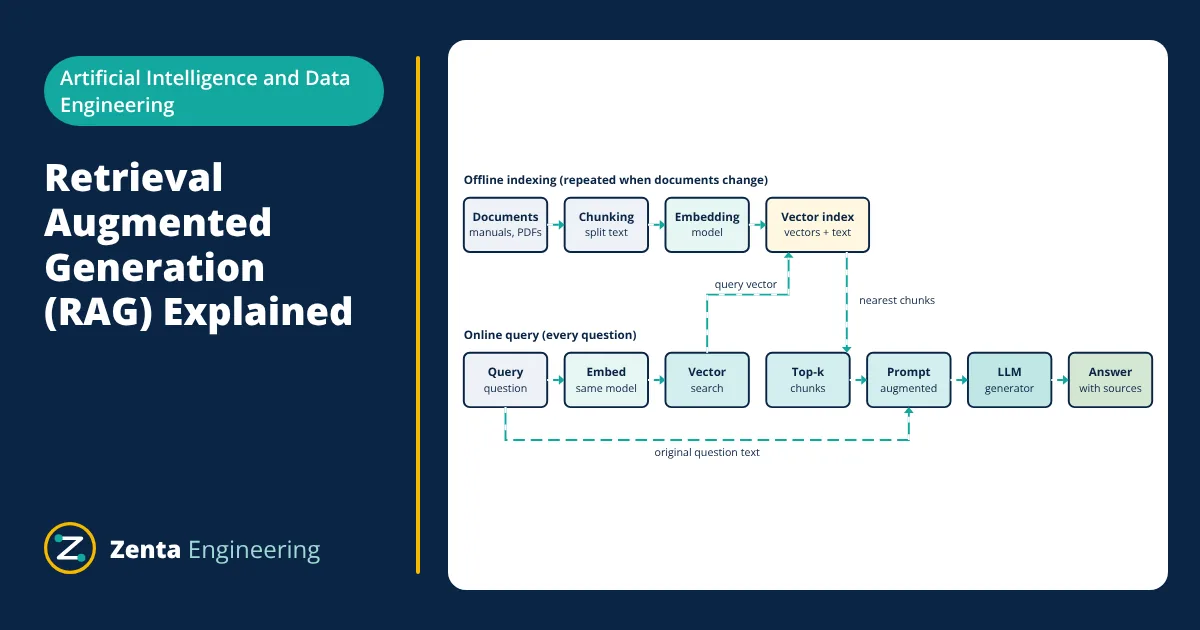 Artificial Intelligence and Data
Engineering
Retrieval
Augmented
Generation
(RAG) Explained
Zenta Engineering
Offline indexing (repeated when documents change)
Documents
manuals, PDFs
Chunking
split text
Embedding
model
Vector index
vectors + text
query vector
nearest chunks
Online query (every question)
Query
question
Embed
same model
Vector
search
Top-k
chunks
Prompt
augmented
LLM
generator
Answer
with sources
original question text